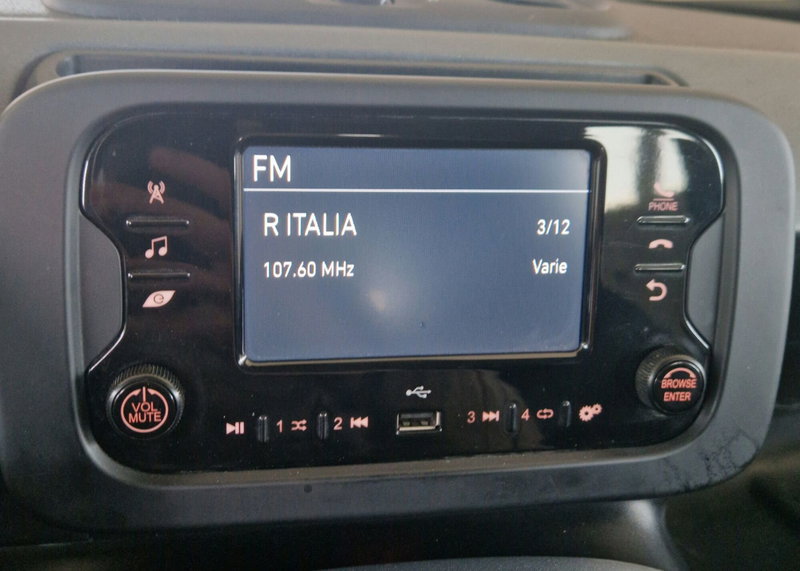 FM
R ITALIA 3/12
107.60 MHz Varie
PHONE
VOL
MUTE
BROWSE
ENTER
1 2 3 4